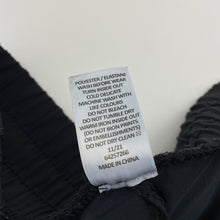 POLYESTER / ELASTANE
WASH BEFORE WEAR
TURN INSIDE OUT
COLD DELICATE
MACHINE WASH WITH
LIKE COLOURS
DO NOT BLEACH
DO NOT TUMBLE DRY
WARM IRON INSIDE OUT
(DO NOT IRON PRINTS
OR EMBELLISHMENTS)
DO NOT DRY CLEAN
11/21
64257266
MADE IN CHINA